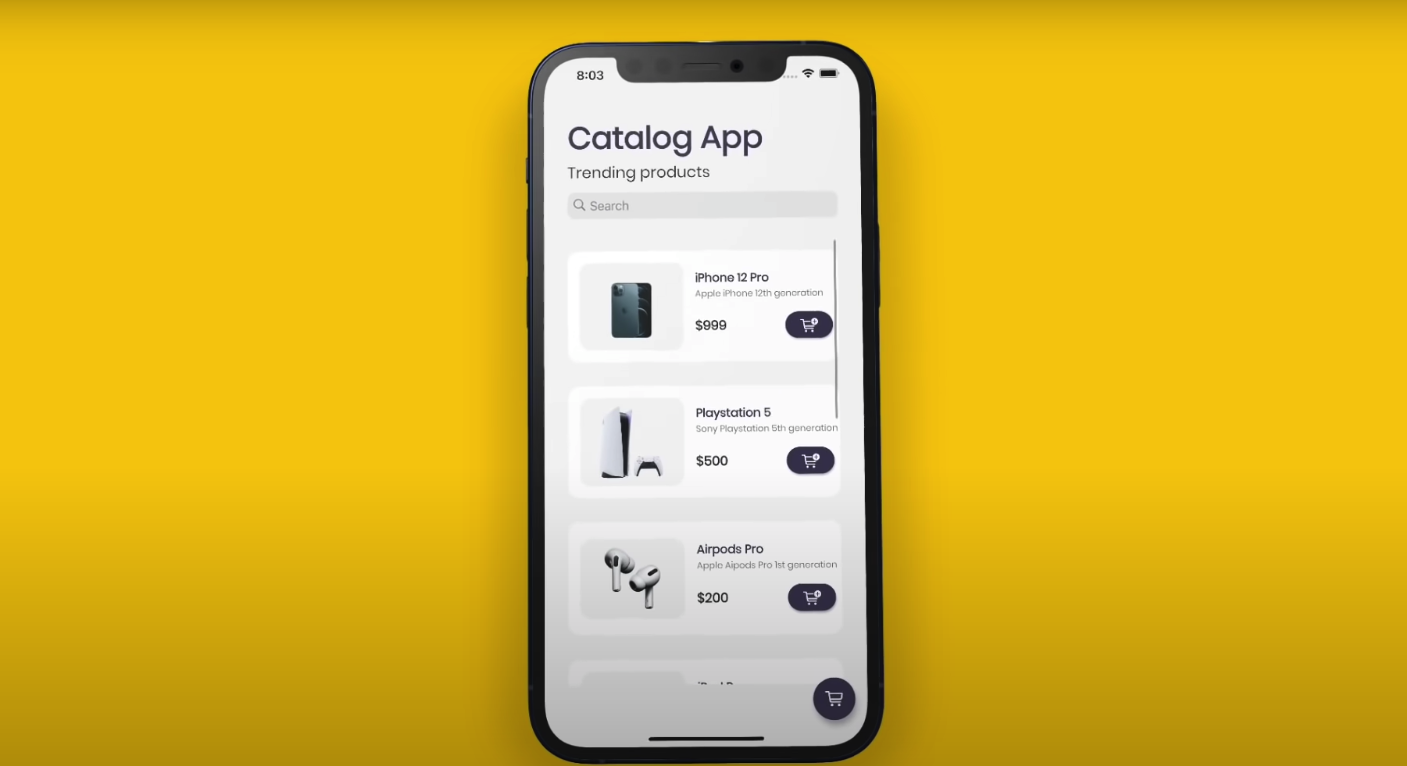 8:03
Catalog App
Trending products
Search
iPhone 12 Pro
Apple iPhone 12th generation
$999
Playstation 5
Sony Playstation 5th generation
$500
Airpods Pro
Apple Aipods Pro 1st generation
$200